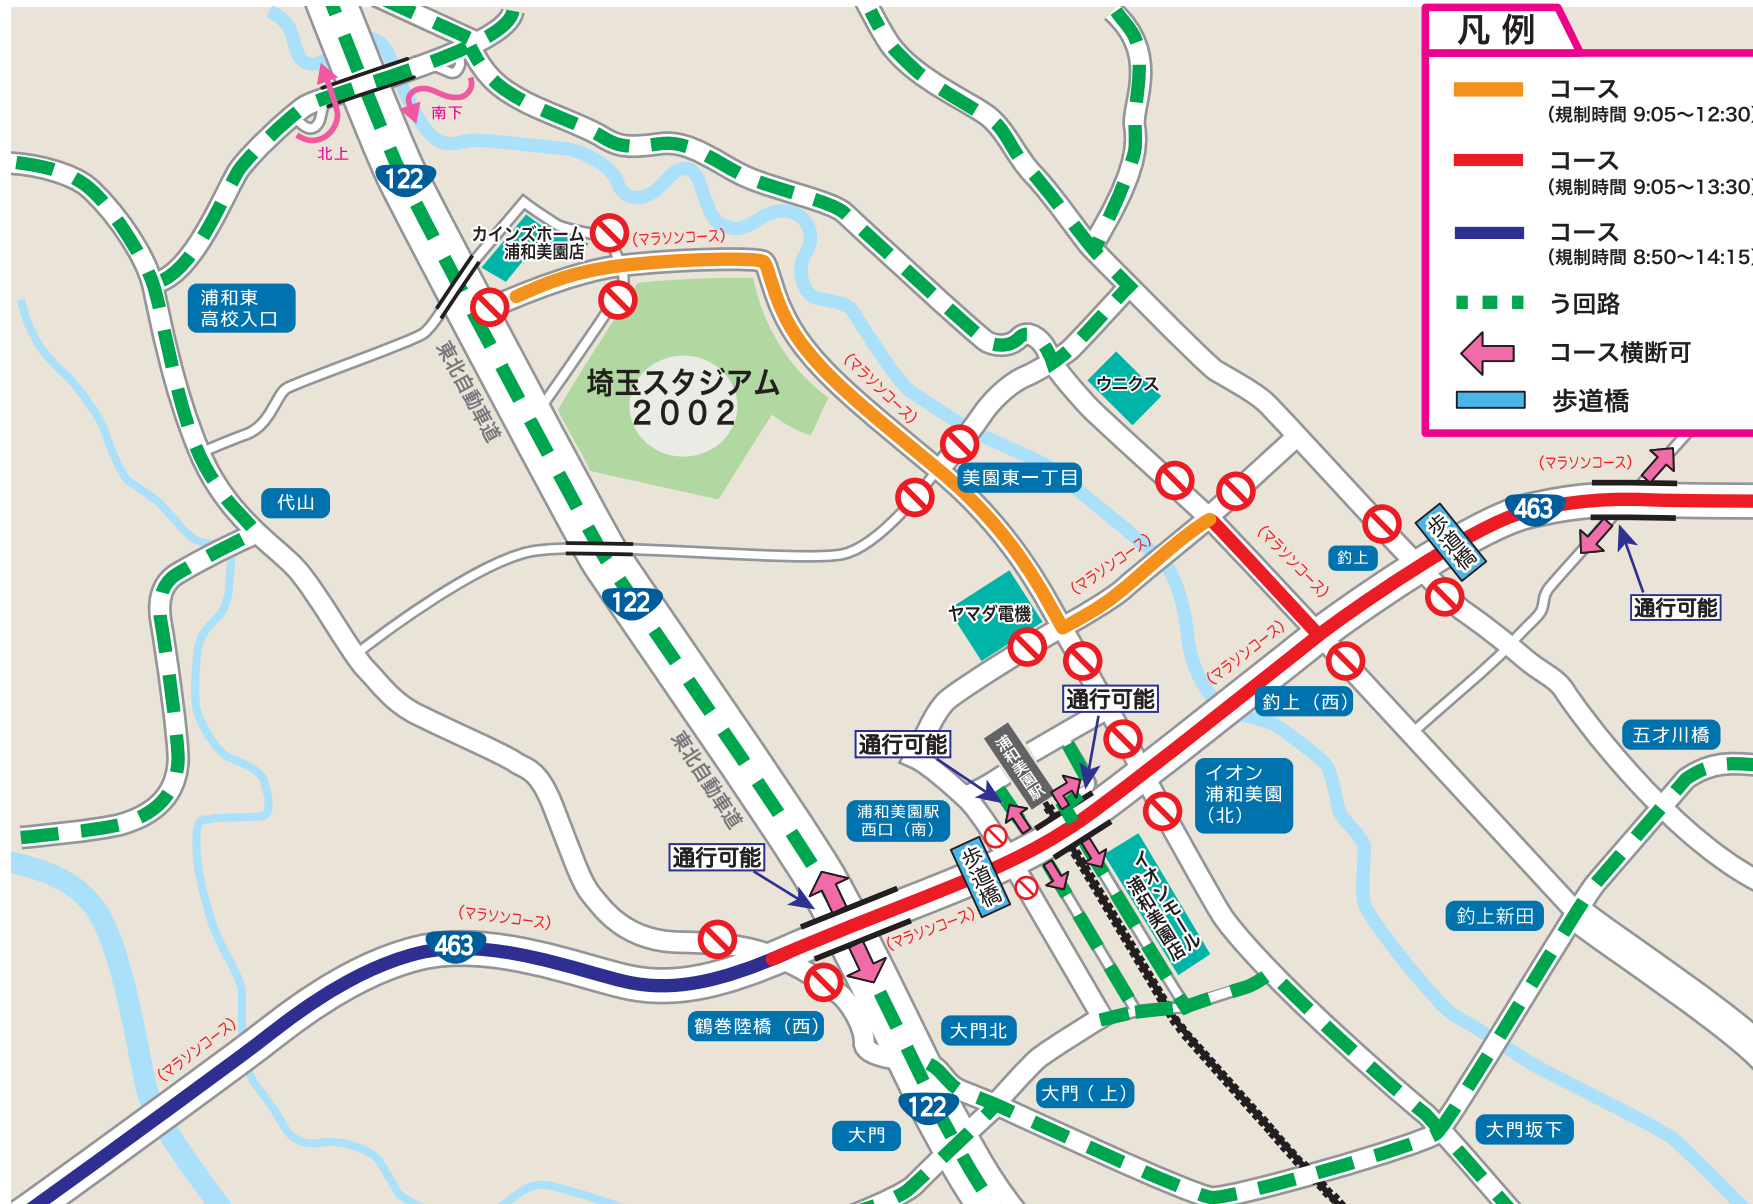 凡例
コース
(規制時間 9:05～12:30)
コース
(規制時間 9:05～13:30)
コース
(規制時間 8:50～14:15)
う回路
コース横断可
歩道橋
南下
北上
122
カインズホーム
浦和美園店
(マラソンコース)
浦和東
高校入口
東北自動車道
埼玉スタジアム
2002
(マラソンコース)
ウニクス
美園東一丁目
(マラソンコース)
463
歩道橋
代山
釣上
(マラソンコース)
(マラソンコース)
通行可能
122
ヤマダ電機
(マラソンコース)
釣上（西）
通行可能
通行可能
浦和美園駅
五才川橋
東北自動車道
イオン
浦和美園
（北）
浦和美園駅
西口（南）
通行可能
歩道橋
イオンモール
浦和美園店
(マラソンコース)
463
(マラソンコース)
釣上新田
鶴巻陸橋（西）
大門北
(マラソンコース)
大門（上）
122
大門
大門坂下